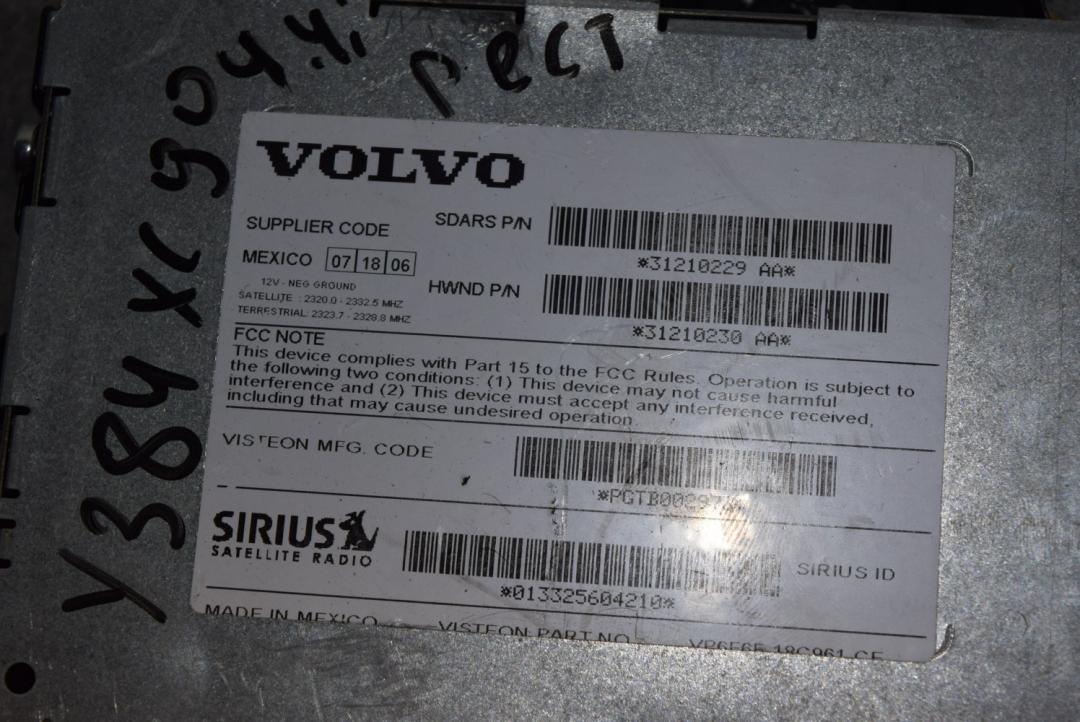 У384 XC90 4.4i рест
VOLVO
SUPPLIER CODE
SDARS P/N
*31210229 AA*
MEXICO 07 18 06
HWND P/N
*31210230 AA*
12V - NEG GROUND
SATELLITE : 2320.0 - 2332.5 MHZ
TERRESTRIAL: 2323.7 - 2328.8 MHZ
FCC NOTE
This device complies with Part 15 to the FCC Rules. Operation is subject to
the following two conditions: (1) This device may not cause harmful
interference and (2) This device must accept any interference received,
including that may cause undesired operation
VISTEON MFG. CODE
SIRIUS
SATELLITE RADIO
SIRIUS ID
*013325604210*
MADE IN MEXICO
VISTEON PART NO